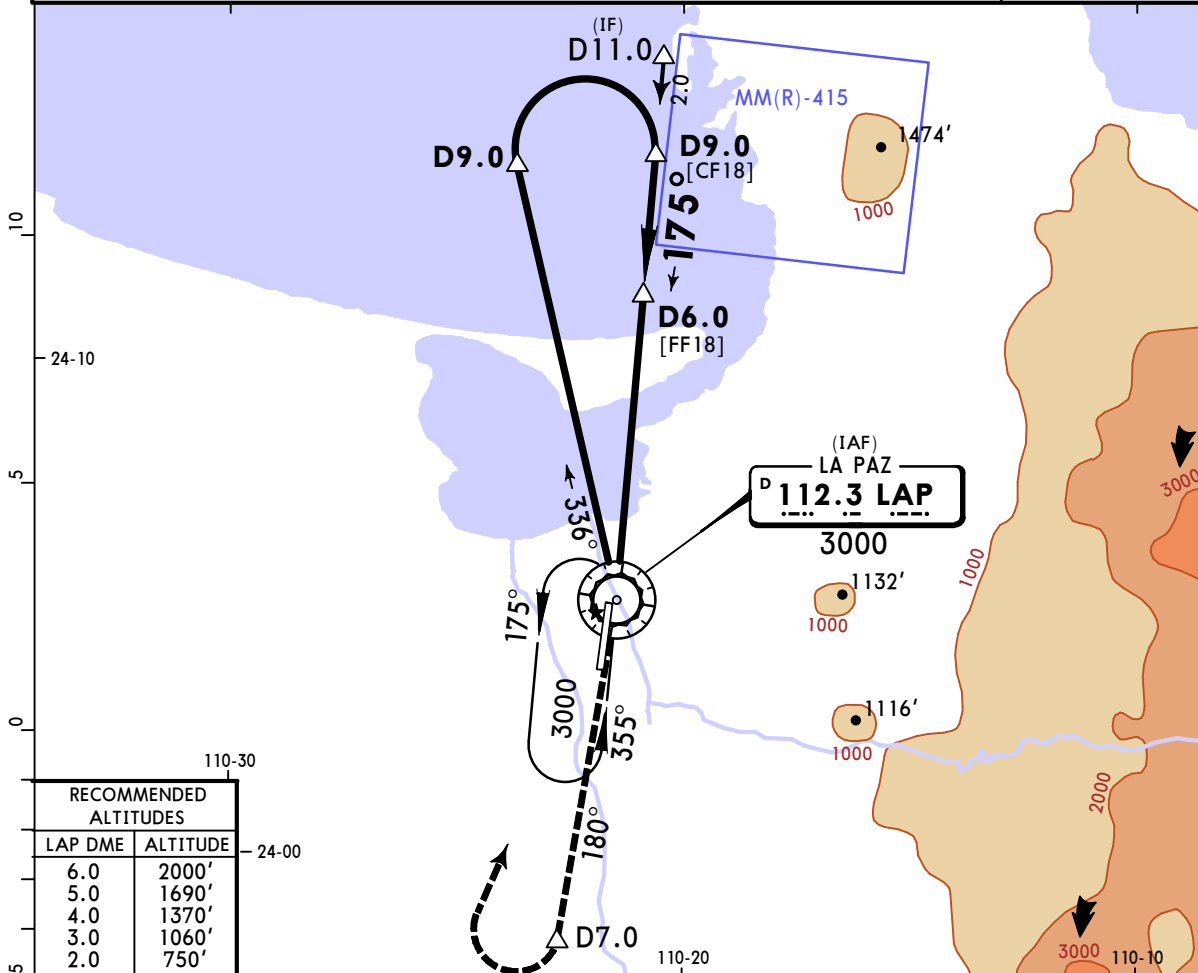 (IF)
D11.0
2.0
MM(R)-415
1474'
1000
D9.0
D9.0
[CF18]
175°
10
D6.0
[FF18]
24-10
(IAF)
LA PAZ
D 112.3 LAP
3000
3000
5
336°
1000
1132'
1000
175°
3000
355°
1116'
1000
0
110-30
2000
RECOMMENDED
ALTITUDES
LAP DME ALTITUDE
6.0 2000'
5.0 1690'
4.0 1370'
3.0 1060'
2.0 750'
24-00
180°
D7.0
5
110-20
3000
110-10